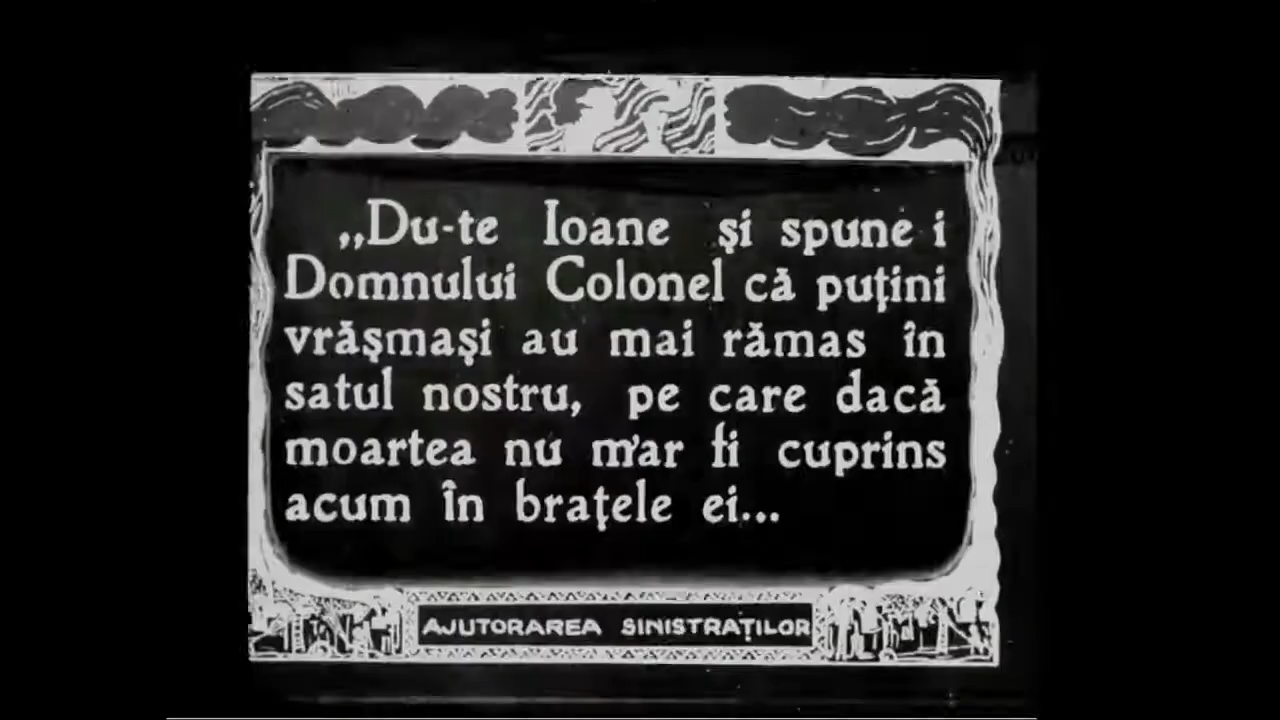 „Du-te Ioane şi spune-i
Domnului Colonel că puţini
vrăşmaşi au mai rămas în
satul nostru, pe care dacă
moartea nu m'ar fi cuprins
acum în braţele ei...
AJUTORAREA SINISTRAŢILOR